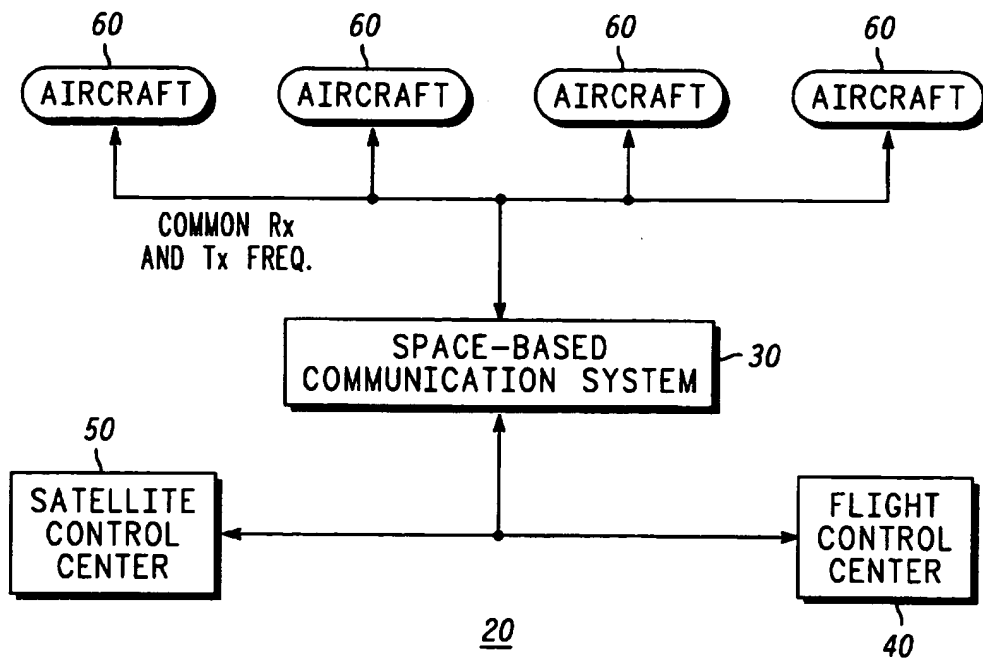 60 60 60 60
AIRCRAFT AIRCRAFT AIRCRAFT AIRCRAFT
COMMON Rx
AND Tx FREQ.
SPACE-BASED
COMMUNICATION SYSTEM
30
50
SATELLITE
CONTROL
CENTER
FLIGHT
CONTROL
CENTER
40
20